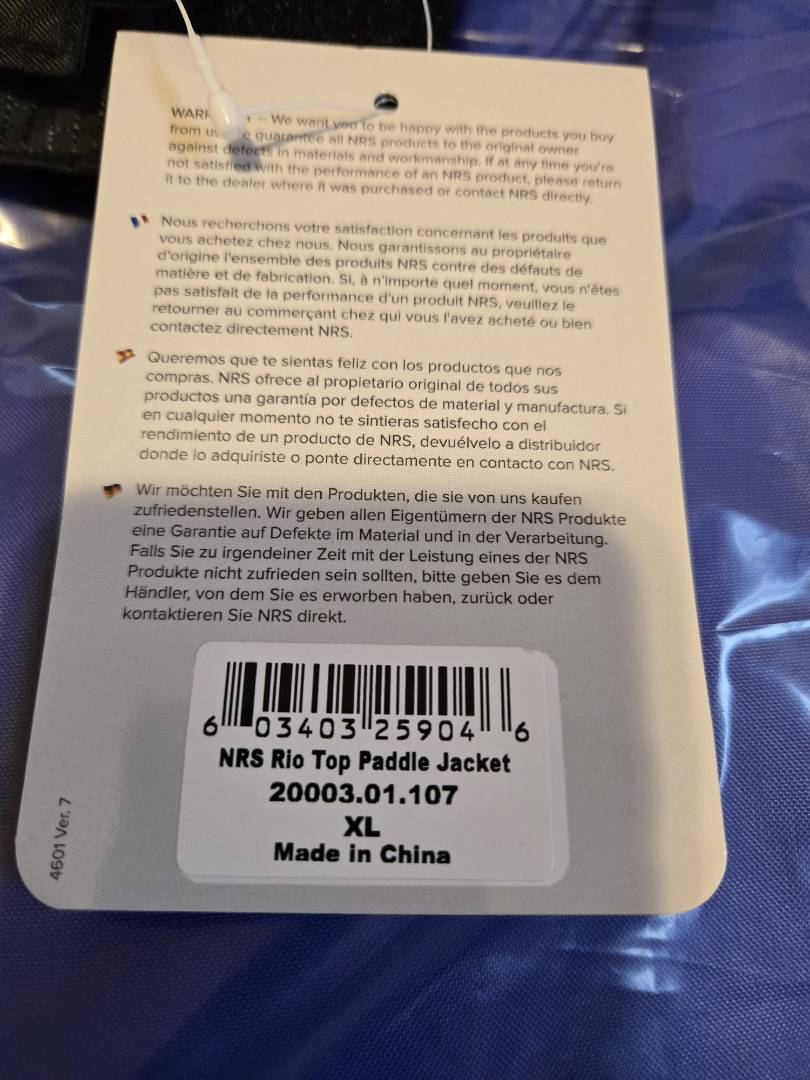 — We want you to be happy with the products you buy
from us. We guarantee all NRS products to the original owner
against defects in materials and workmanship. If at any time you're
not satisfied with the performance of an NRS product, please return
it to the dealer where it was purchased or contact NRS directly.
Nous recherchons votre satisfaction concernant les produits que
vous achetez chez nous. Nous garantissons au propriétaire
d'origine l'ensemble des produits NRS contre des défauts de
matière et de fabrication. Si, à n'importe quel moment, vous n'êtes
pas satisfait de la performance d'un produit NRS, veuillez le
retourner au commerçant chez qui vous l'avez acheté ou bien
contactez directement NRS.
Queremos que te sientas feliz con los productos que nos
compras. NRS ofrece al propietario original de todos sus
productos una garantía por defectos de material y manufactura. Si
en cualquier momento no te sintieras satisfecho con el
rendimiento de un producto de NRS, devuélvelo a distribuidor
donde lo adquiriste o ponte directamente en contacto con NRS.
Wir möchten Sie mit den Produkten, die sie von uns kaufen
zufriedenstellen. Wir geben allen Eigentümern der NRS Produkte
eine Garantie auf Defekte im Material und in der Verarbeitung.
Falls Sie zu irgendeiner Zeit mit der Leistung eines der NRS
Produkte nicht zufrieden sein sollten, bitte geben Sie es dem
Händler, von dem Sie es erworben haben, zurück oder
kontaktieren Sie NRS direkt.
6 03403 25904 6
NRS Rio Top Paddle Jacket
20003.01.107
XL
Made in China
4601 Ver. 7